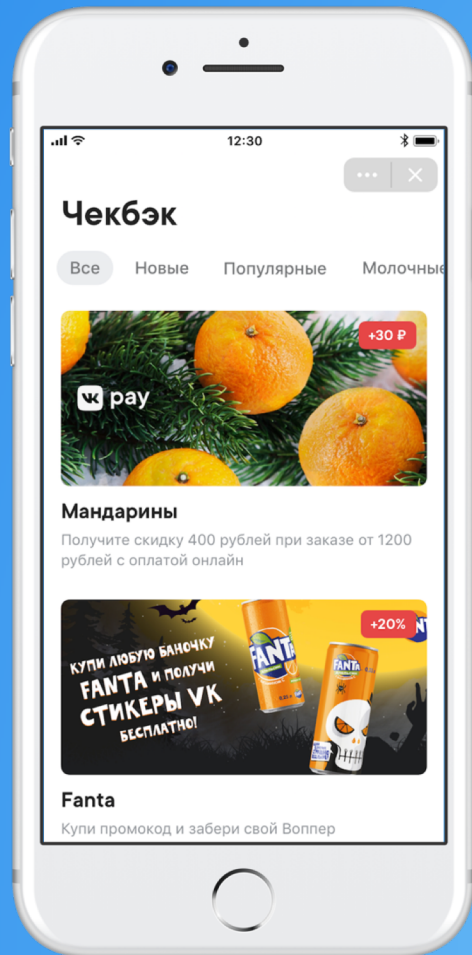 12:30
Чекбэк
Все Новые Популярные Молочные
+30 ₽
VK pay
Мандарины
Получите скидку 400 рублей при заказе от 1200
рублей с оплатой онлайн
+20%
КУПИ ЛЮБУЮ БАНОЧКУ
FANTA И ПОЛУЧИ
СТИКЕРЫ VK
БЕСПЛАТНО!
FANTA
FANTA
Fanta
Купи промокод и забери свой Воппер